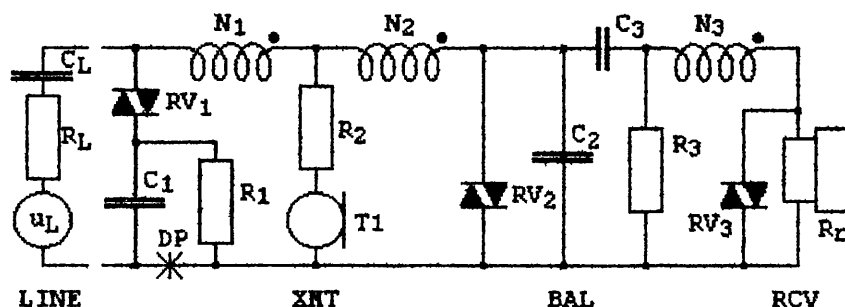 N1 N2 C3 N3
CL
RV1
RL R2 C2 R3
C1 R1 RV2
uL DP T1 RV3 Rr
LINE XMT BAL RCV